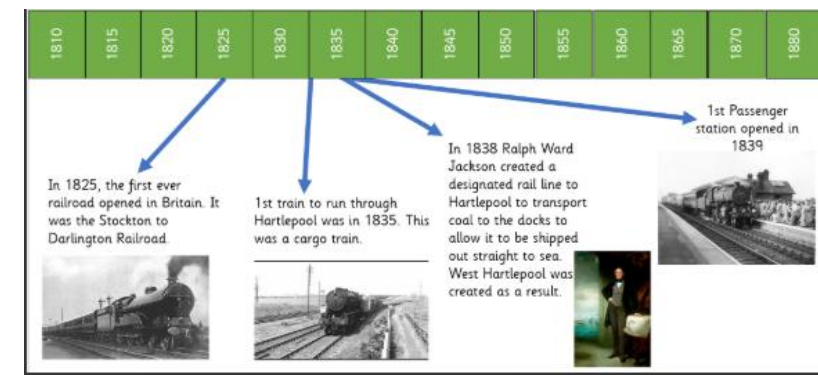 1810
1815
1820
1825
1830
1835
1840
1845
1850
1855
1860
1865
1870
1880
In 1825, the first ever
railroad opened in Britain. It
was the Stockton to
Darlington Railroad.
1st train to run through
Hartlepool was in 1835. This
was a cargo train.
In 1838 Ralph Ward
Jackson created a
designated rail line to
Hartlepool to transport
coal to the docks to
allow it to be shipped
out straight to sea.
West Hartlepool was
created as a result.
1st Passenger
station opened in
1839